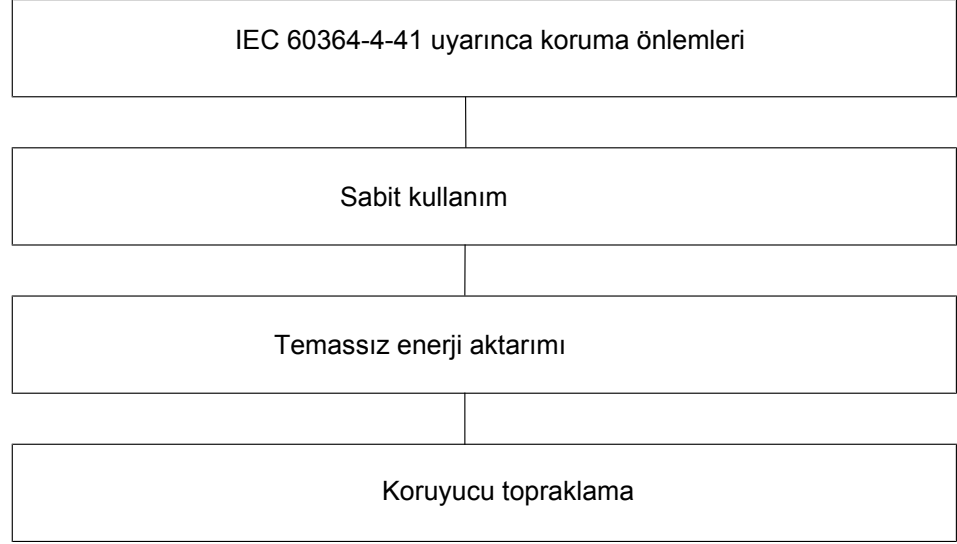 IEC 60364-4-41 uyarınca koruma önlemleri
Sabit kullanım
Temassız enerji aktarımı
Koruyucu topraklama